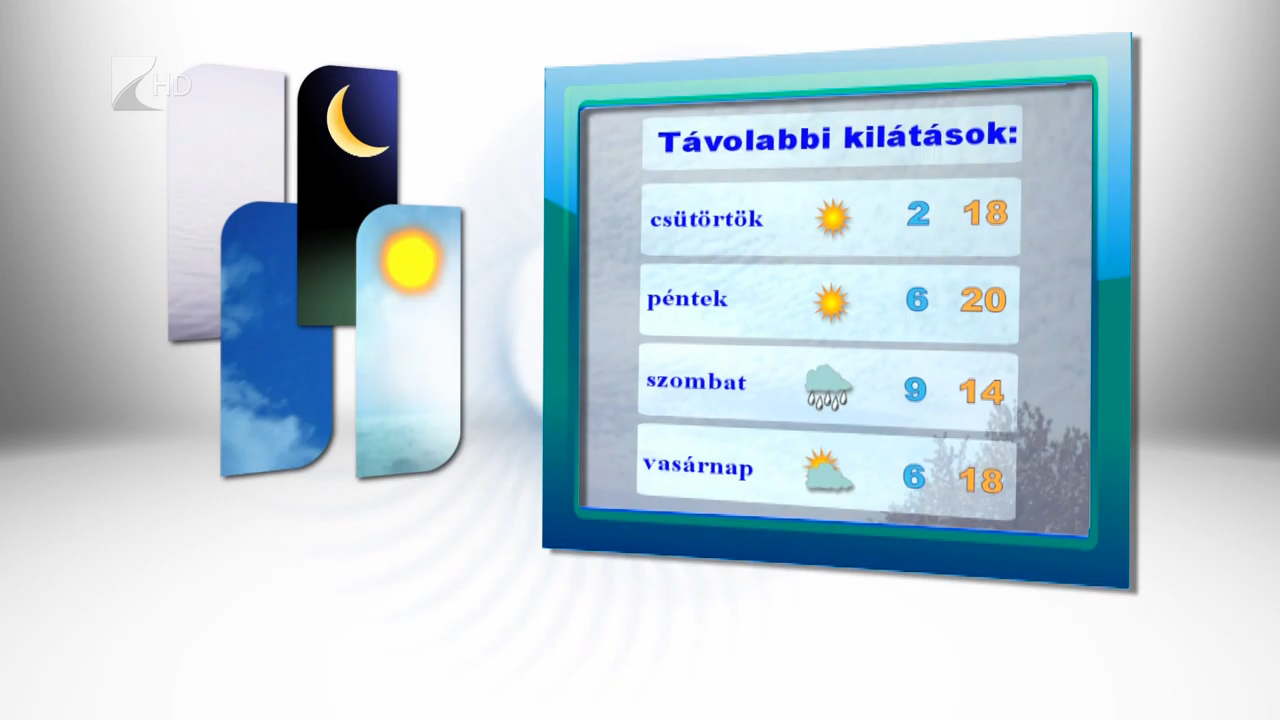 HD
Távolabbi kilátások:
csütörtök 2 18
péntek 6 20
szombat 9 14
vasárnap 6 18